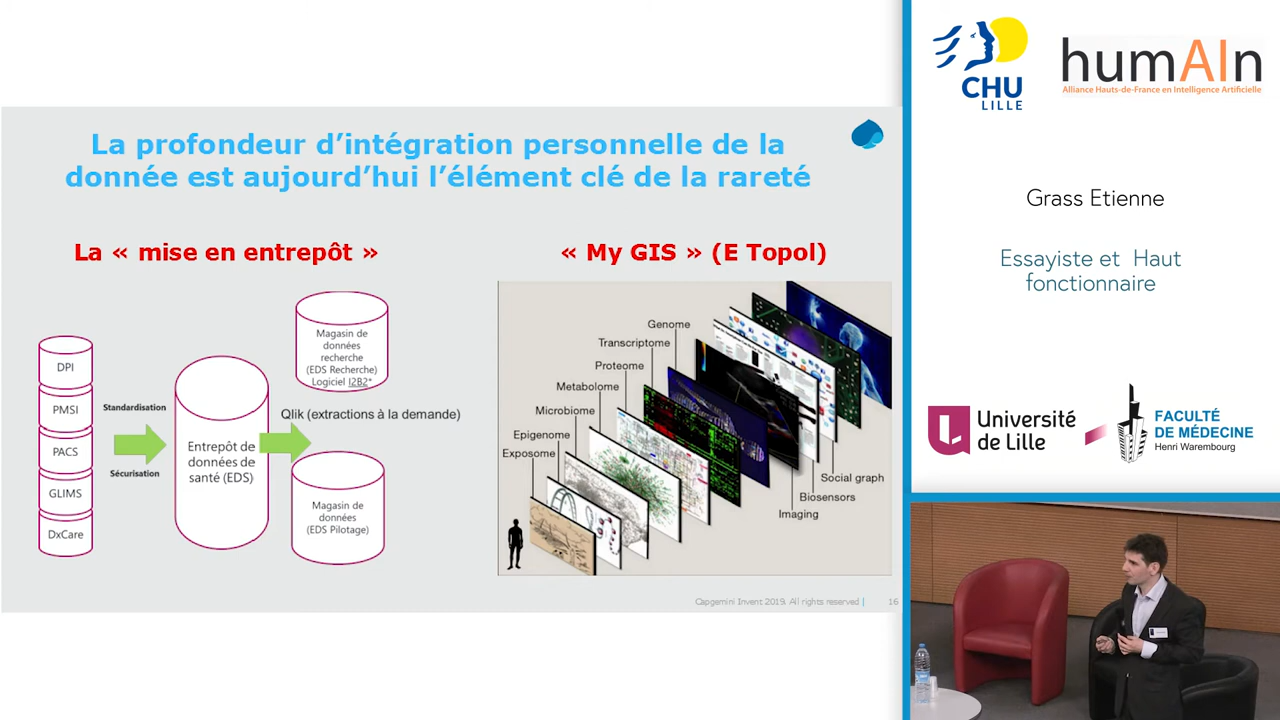 La profondeur d’intégration personnelle de la
donnée est aujourd’hui l’élément clé de la rareté
La « mise en entrepôt »
DPI
PMSI
PACS
GLIMS
DxCare
Standardisation
Sécurisation
Entrepôt de
données de
santé (EDS)
Magasin de
données
recherche
(EDS Recherche)
Logiciel I2B2*
Qlik (extractions à la demande)
Magasin de
données
(EDS Pilotage)
« My GIS » (E Topol)
Genome
Transcriptome
Proteome
Metabolome
Microbiome
Epigenome
Exposome
Social graph
Biosensors
Imaging
Capgemini Invent 2019. All rights reserved |
16
CHU
LILLE
humAIn
Alliance Hauts-de-France en Intelligence Artificielle
Grass Etienne
Essayiste et Haut
fonctionnaire
Université
de Lille
FACULTÉ
DE MÉDECINE
Henri Warembourg